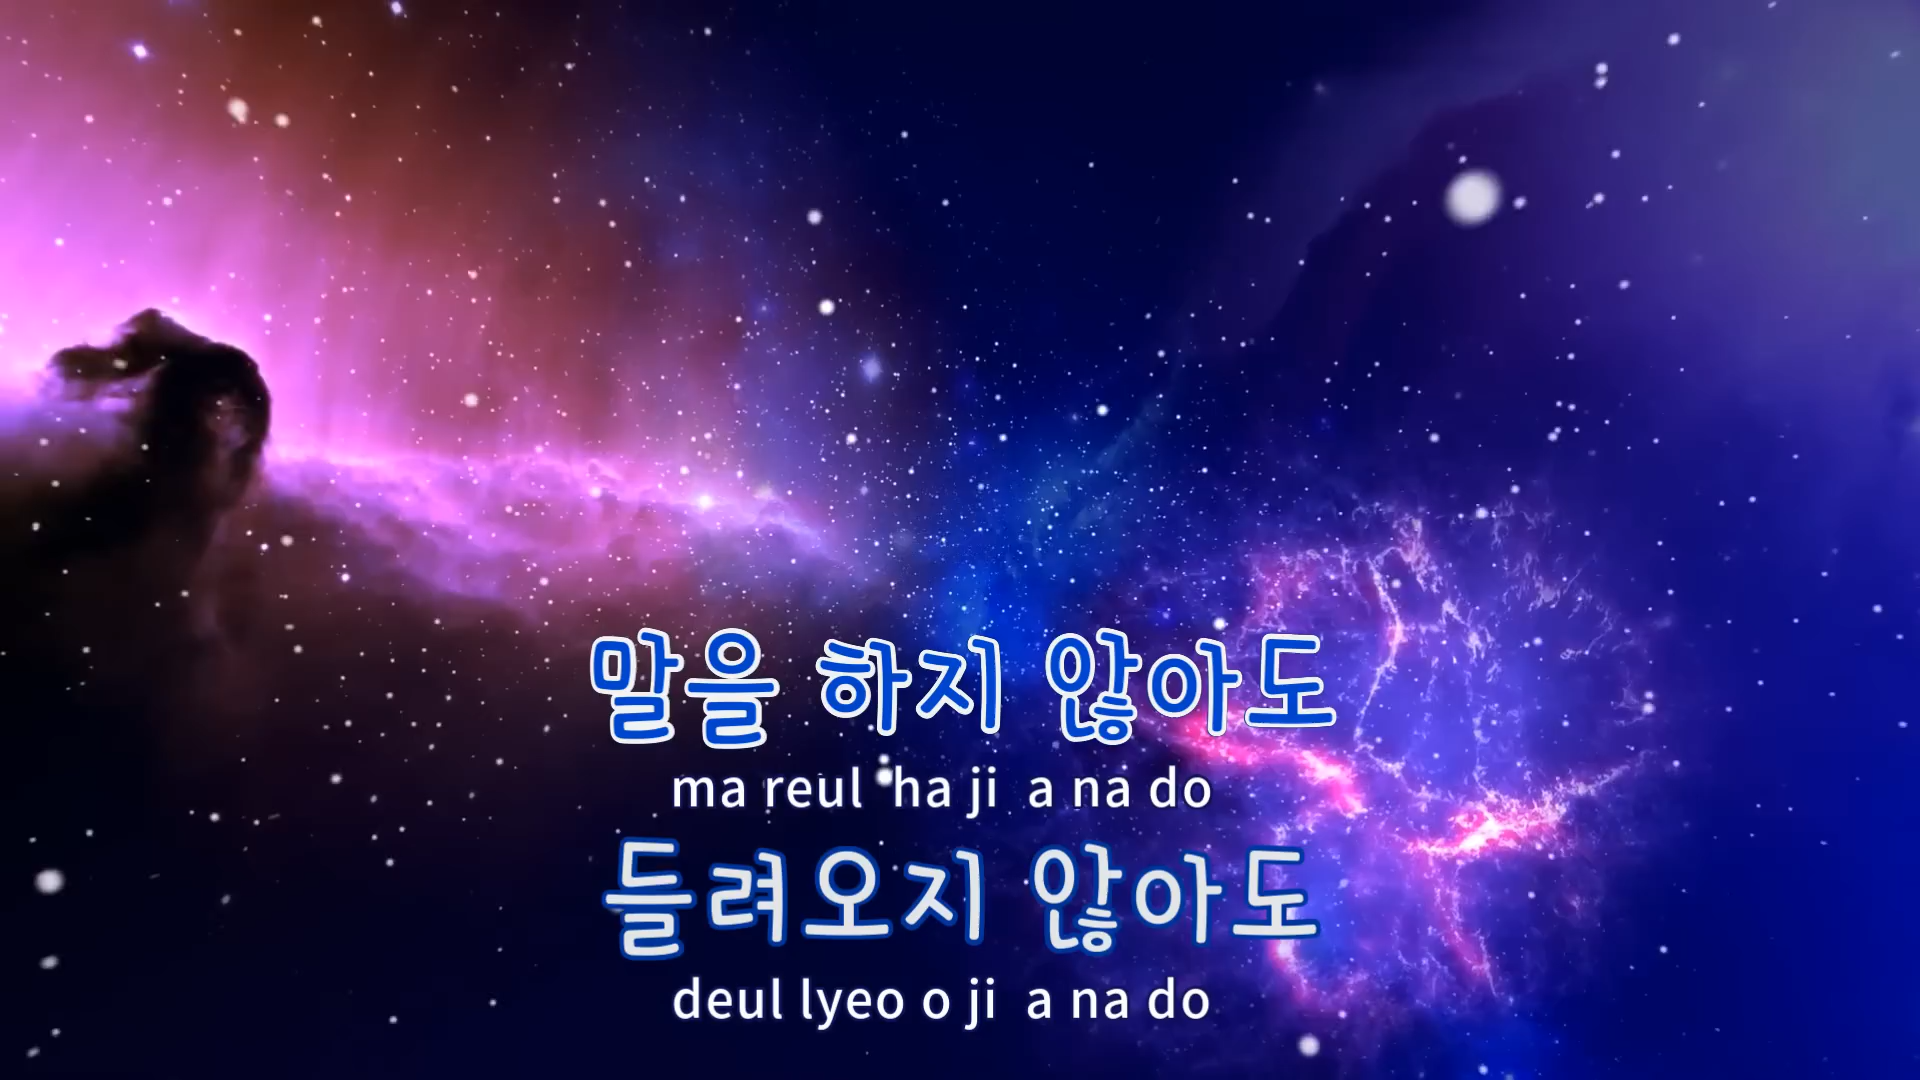 말을 하지 않아도
ma reul ha ji a na do
들려오지 않아도
deul lyeo o ji a na do